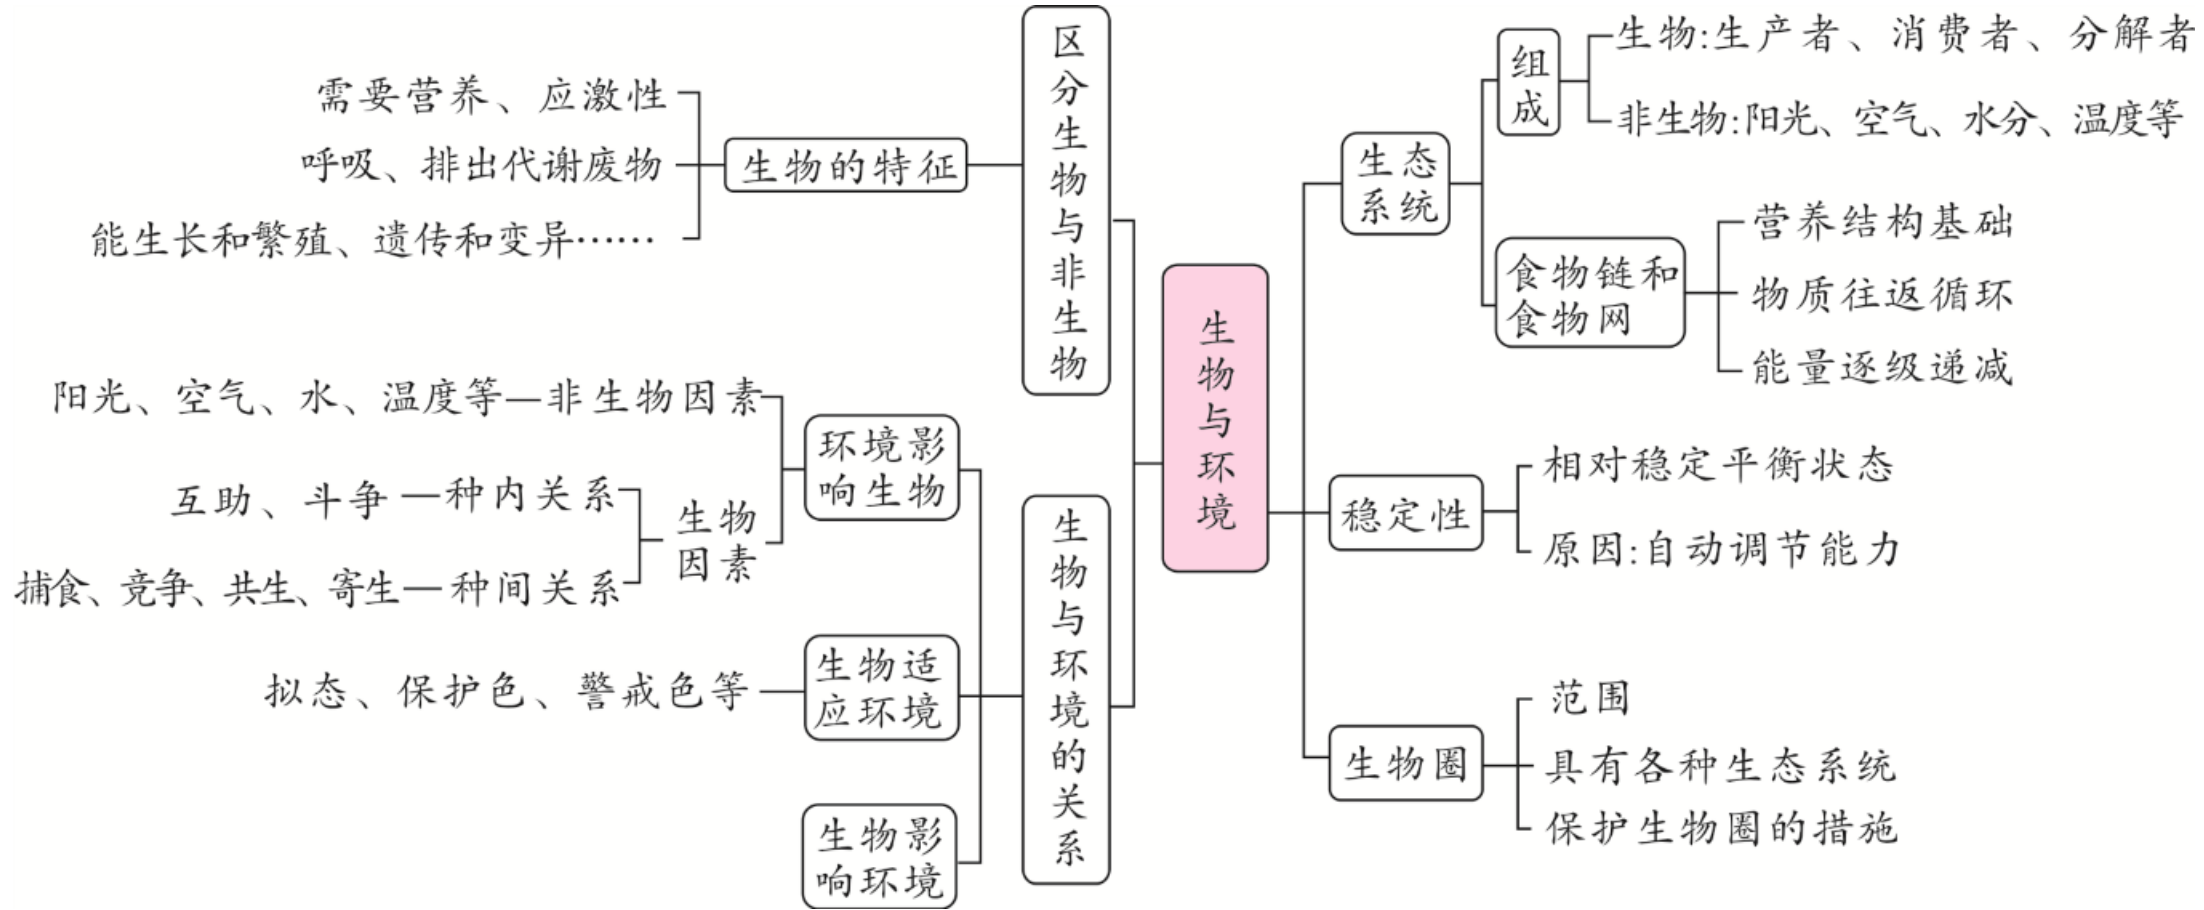 区分生物与非生物
生物的特征
需要营养、应激性
呼吸、排出代谢废物
能生长和繁殖、遗传和变异……
生物与环境
生物与环境的关系
环境影
响生物
阳光、空气、水、温度等—非生物因素
生物
因素
互助、斗争—种内关系
捕食、竞争、共生、寄生—种间关系
生物适
应环境
拟态、保护色、警戒色等
生物影
响环境
生态
系统
组成
生物:生产者、消费者、分解者
非生物:阳光、空气、水分、温度等
食物链和
食物网
营养结构基础
物质往返循环
能量逐级递减
稳定性
相对稳定平衡状态
原因:自动调节能力
生物圈
范围
具有各种生态系统
保护生物圈的措施